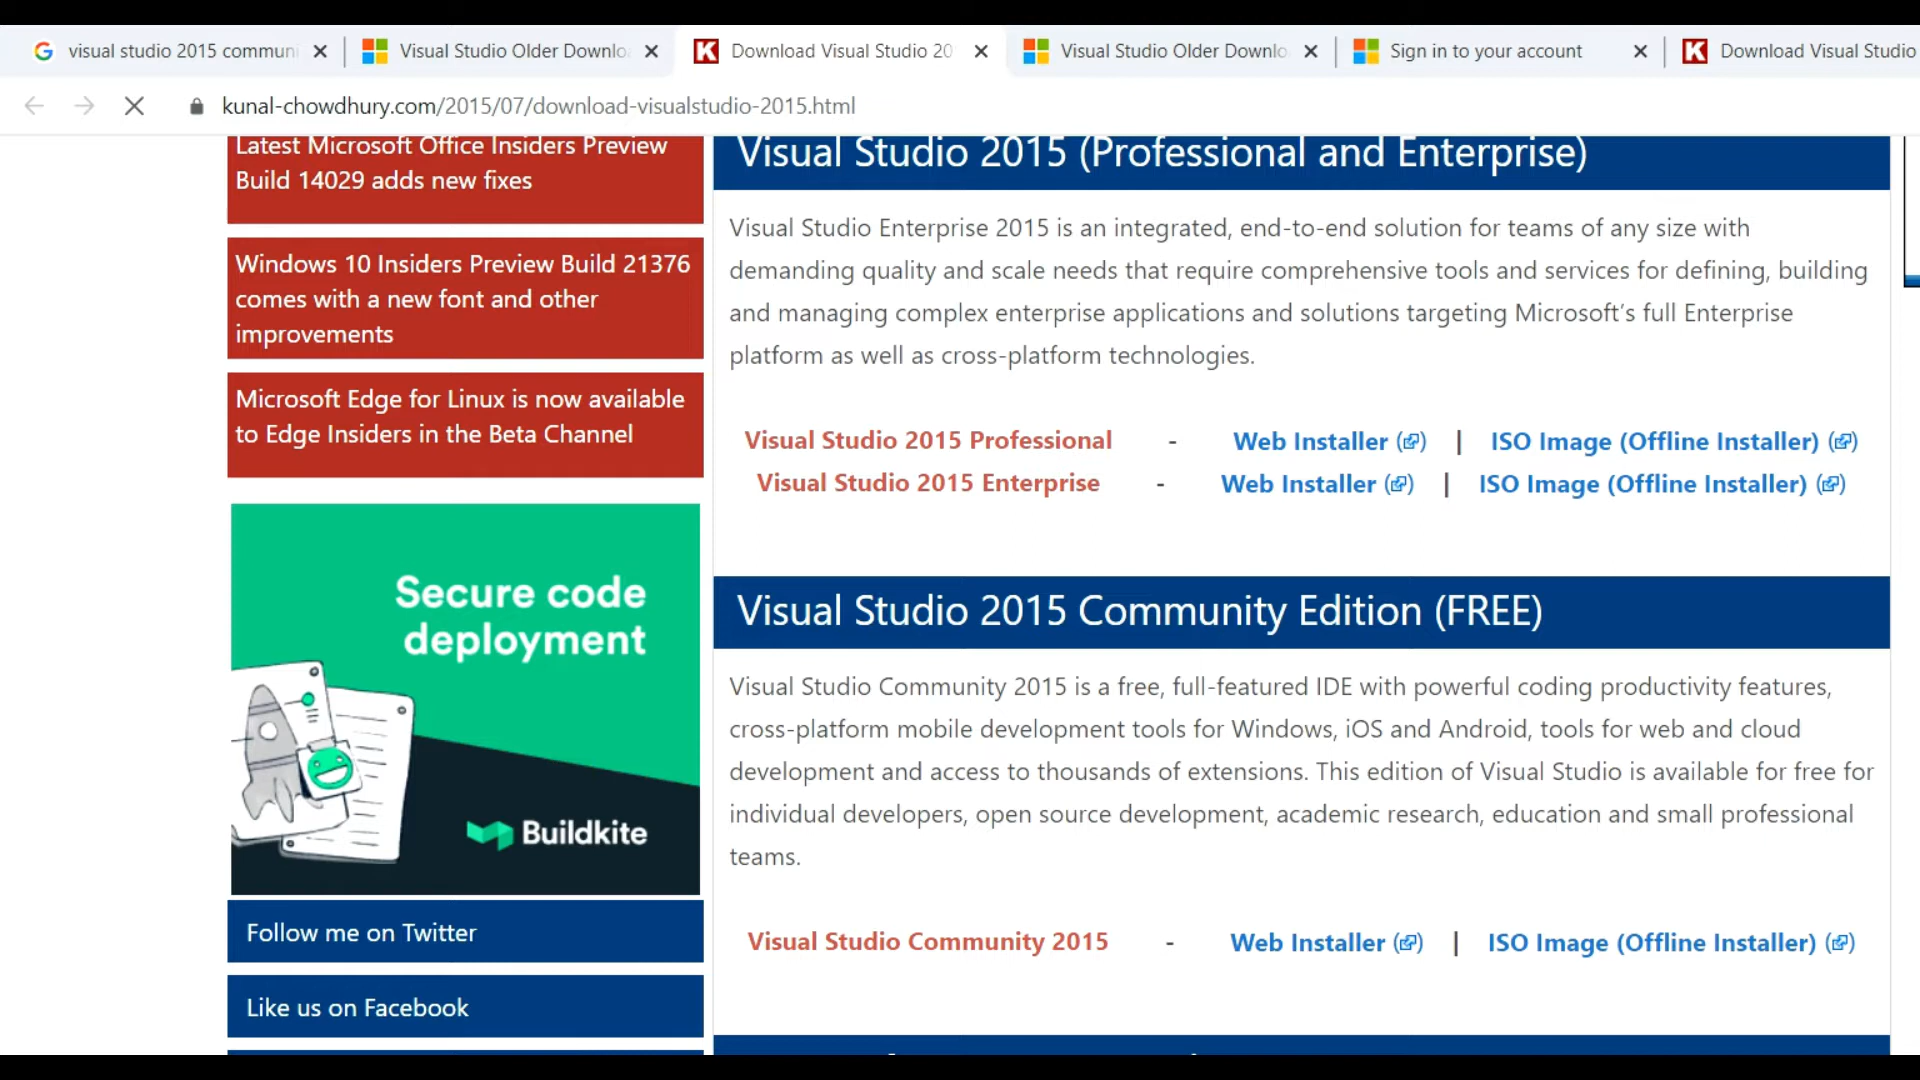 visual studio 2015 communi
Visual Studio Older Downlo
Download Visual Studio 20
Visual Studio Older Downlo
Sign in to your account
Download Visual Studio
kunal-chowdhury.com/2015/07/download-visualstudio-2015.html
Latest Microsoft Office Insiders Preview
Build 14029 adds new fixes
Windows 10 Insiders Preview Build 21376
comes with a new font and other
improvements
Microsoft Edge for Linux is now available
to Edge Insiders in the Beta Channel
Secure code
deployment
Buildkite
Follow me on Twitter
Like us on Facebook
Visual Studio 2015 (Professional and Enterprise)
Visual Studio Enterprise 2015 is an integrated, end-to-end solution for teams of any size with
demanding quality and scale needs that require comprehensive tools and services for defining, building
and managing complex enterprise applications and solutions targeting Microsoft’s full Enterprise
platform as well as cross-platform technologies.
Visual Studio 2015 Professional - Web Installer | ISO Image (Offline Installer)
Visual Studio 2015 Enterprise - Web Installer | ISO Image (Offline Installer)
Visual Studio 2015 Community Edition (FREE)
Visual Studio Community 2015 is a free, full-featured IDE with powerful coding productivity features,
cross-platform mobile development tools for Windows, iOS and Android, tools for web and cloud
development and access to thousands of extensions. This edition of Visual Studio is available for free for
individual developers, open source development, academic research, education and small professional
teams.
Visual Studio Community 2015 - Web Installer | ISO Image (Offline Installer)